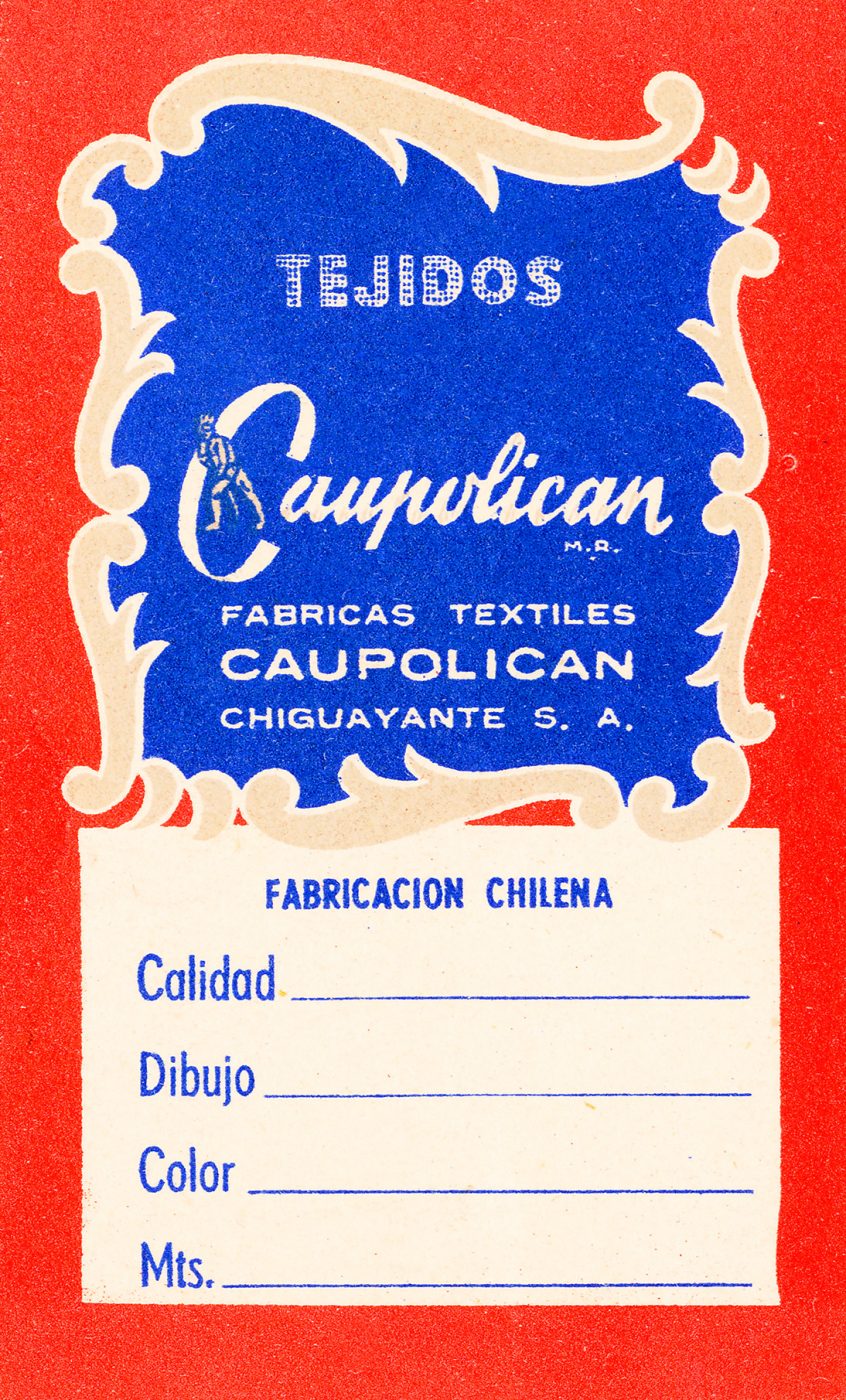 TEJIDOS
Caupolican
M.R.
FABRICAS TEXTILES
CAUPOLICAN
CHIGUAYANTE S. A.
FABRICACION CHILENA
Calidad
Dibujo
Color
Mts.